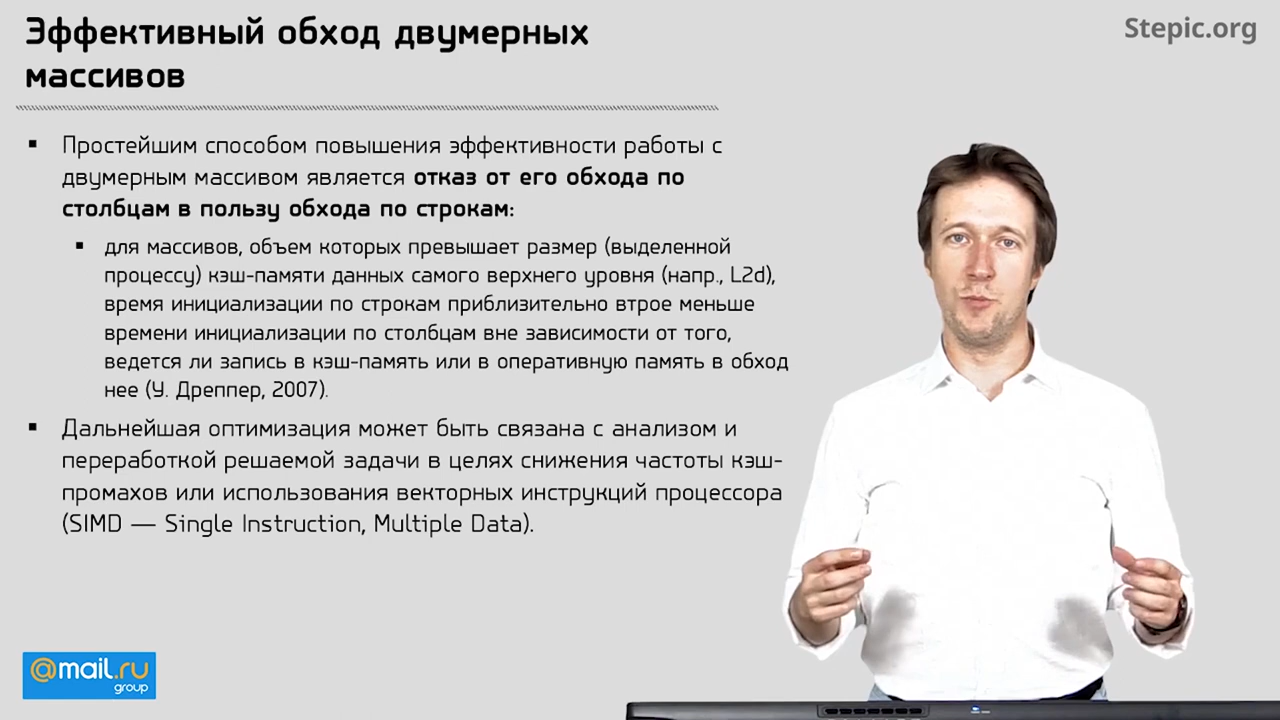 Эффективный обход двумерных
массивов
Stepic.org
▪ Простейшим способом повышения эффективности работы с
двумерным массивом является отказ от его обхода по
столбцам в пользу обхода по строкам:
▪ для массивов, объем которых превышает размер (выделенной
процессу) кэш-памяти данных самого верхнего уровня (напр., L2d),
время инициализации по строкам приблизительно втрое меньше
времени инициализации по столбцам вне зависимости от того,
ведется ли запись в кэш-память или в оперативную память в обход
нее (У. Дреппер, 2007).
▪ Дальнейшая оптимизация может быть связана с анализом и
переработкой решаемой задачи в целях снижения частоты кэш-
промахов или использования векторных инструкций процессора
(SIMD — Single Instruction, Multiple Data).
@mail.ru
group